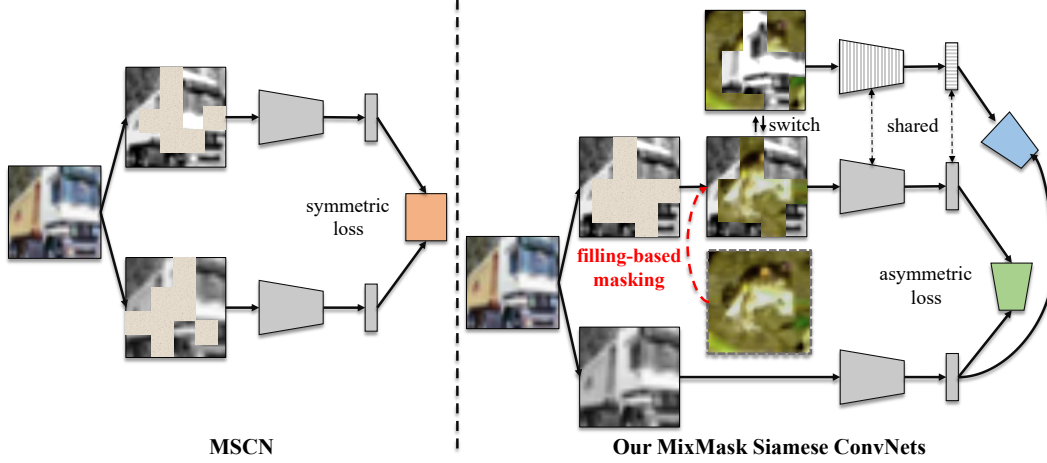 symmetric
loss
MSCN
switch
shared
filling-based
masking
asymmetric
loss
Our MixMask Siamese ConvNets